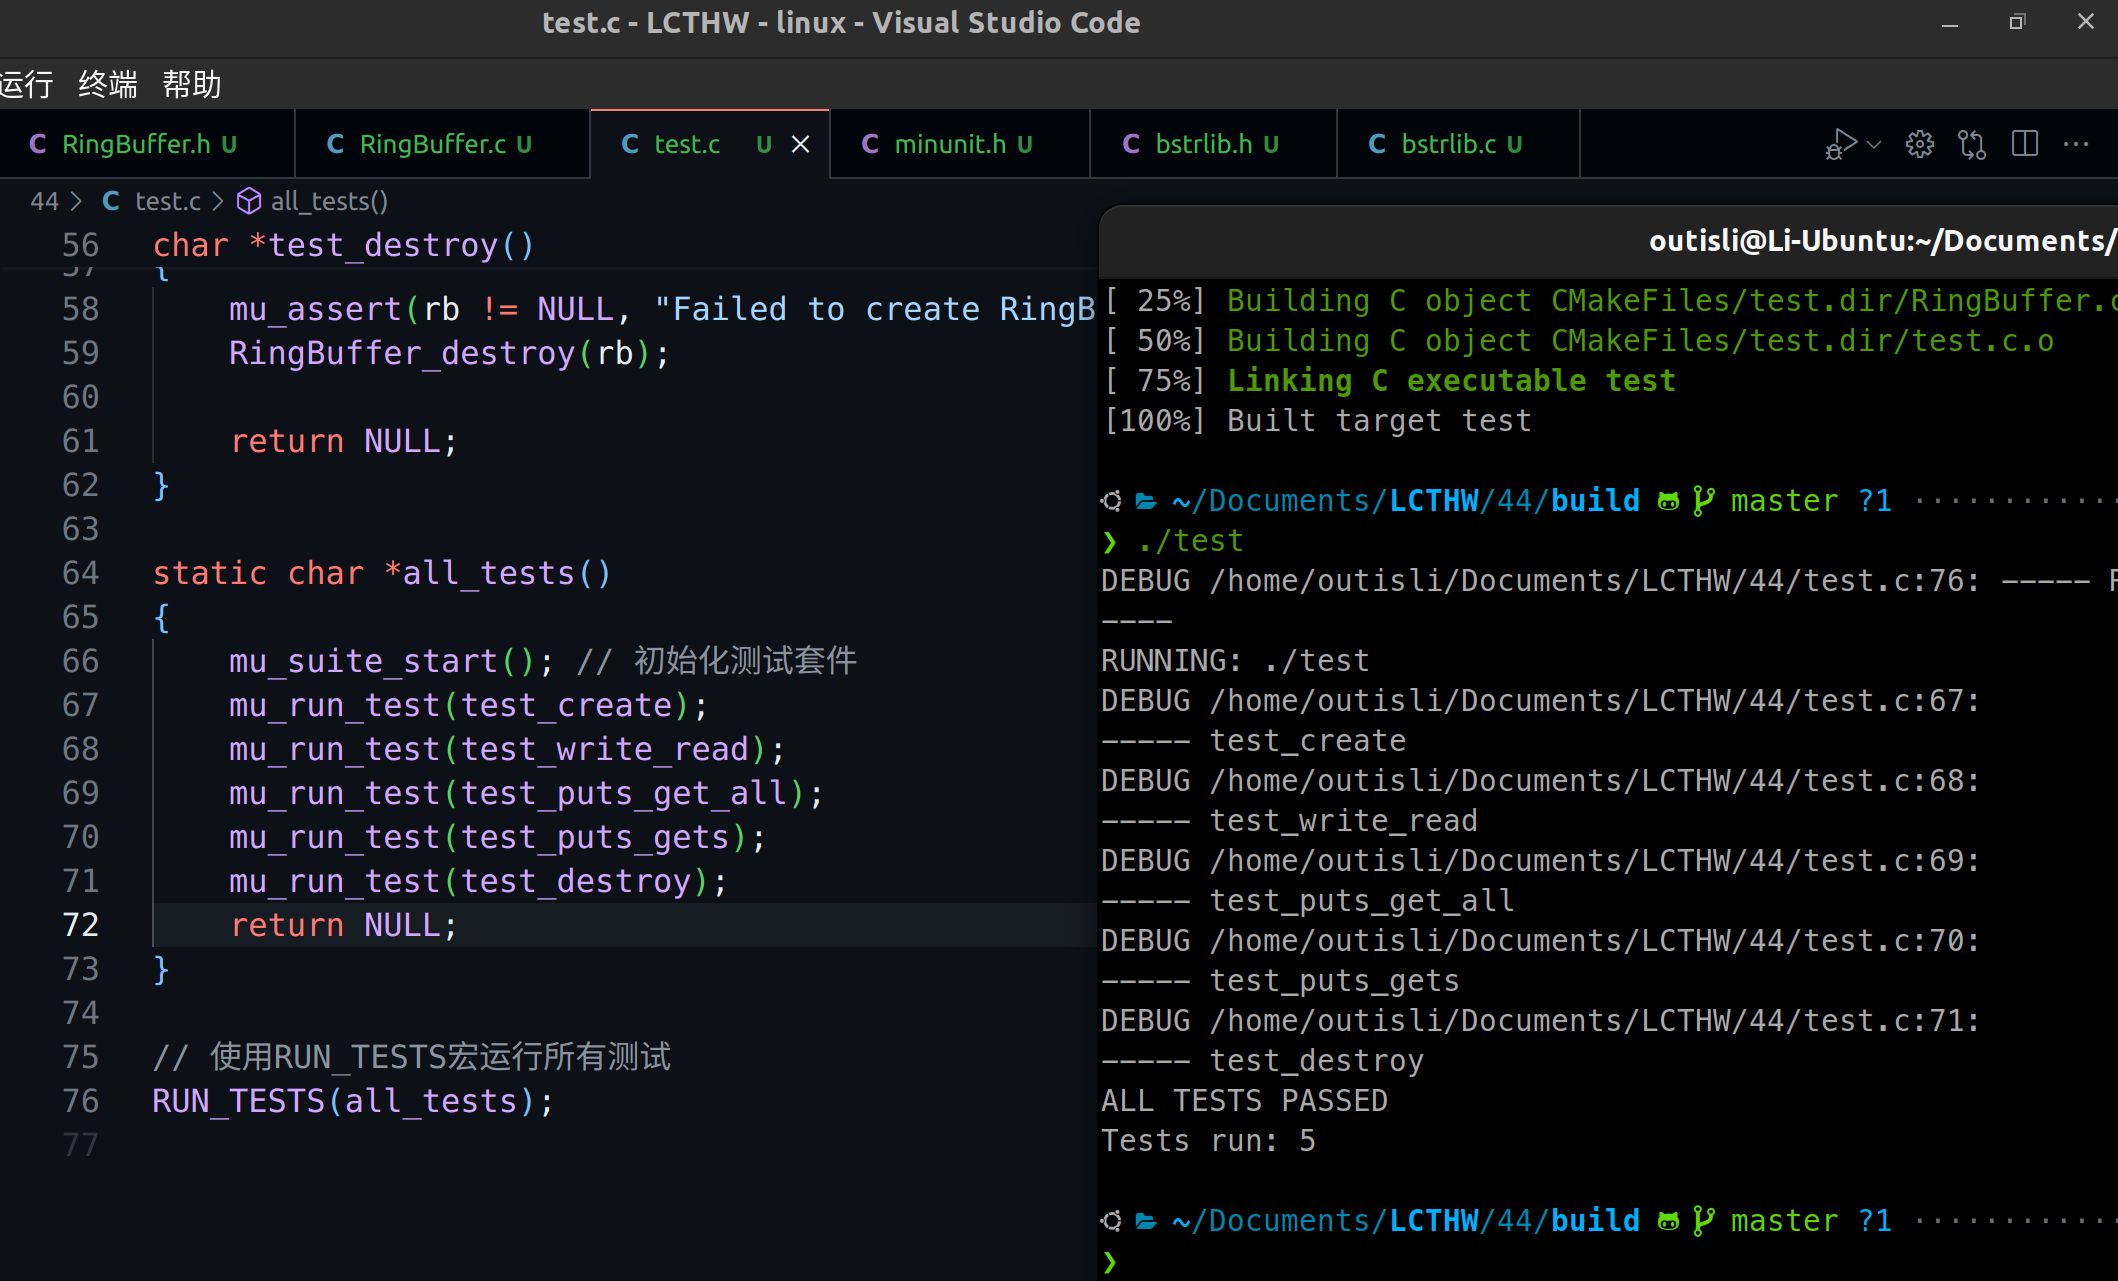 test.c - LCTHW - linux - Visual Studio Code
运行 终端 帮助
RingBuffer.h U RingBuffer.c U test.c U minunit.h U bstrlib.h U bstrlib.c U
44 > C test.c > all_tests()
56 char *test_destroy()
57 {
58 mu_assert(rb != NULL, "Failed to create RingB
59 RingBuffer_destroy(rb);
60
61 return NULL;
62 }
63
64 static char *all_tests()
65 {
66 mu_suite_start(); // 初始化测试套件
67 mu_run_test(test_create);
68 mu_run_test(test_write_read);
69 mu_run_test(test_puts_get_all);
70 mu_run_test(test_puts_gets);
71 mu_run_test(test_destroy);
72 return NULL;
73 }
74
75 // 使用RUN_TESTS宏运行所有测试
76 RUN_TESTS(all_tests);
77
outisli@Li-Ubuntu:~/Documents/
[ 25%] Building C object CMakeFiles/test.dir/RingBuffer.c
[ 50%] Building C object CMakeFiles/test.dir/test.c.o
[ 75%] Linking C executable test
[100%] Built target test
~/Documents/LCTHW/44/build master ?1 ············
❯ ./test
DEBUG /home/outisli/Documents/LCTHW/44/test.c:76: -----
----
RUNNING: ./test
DEBUG /home/outisli/Documents/LCTHW/44/test.c:67:
----- test_create
DEBUG /home/outisli/Documents/LCTHW/44/test.c:68:
----- test_write_read
DEBUG /home/outisli/Documents/LCTHW/44/test.c:69:
----- test_puts_get_all
DEBUG /home/outisli/Documents/LCTHW/44/test.c:70:
----- test_puts_gets
DEBUG /home/outisli/Documents/LCTHW/44/test.c:71:
----- test_destroy
ALL TESTS PASSED
Tests run: 5
~/Documents/LCTHW/44/build master ?1 ············
❯